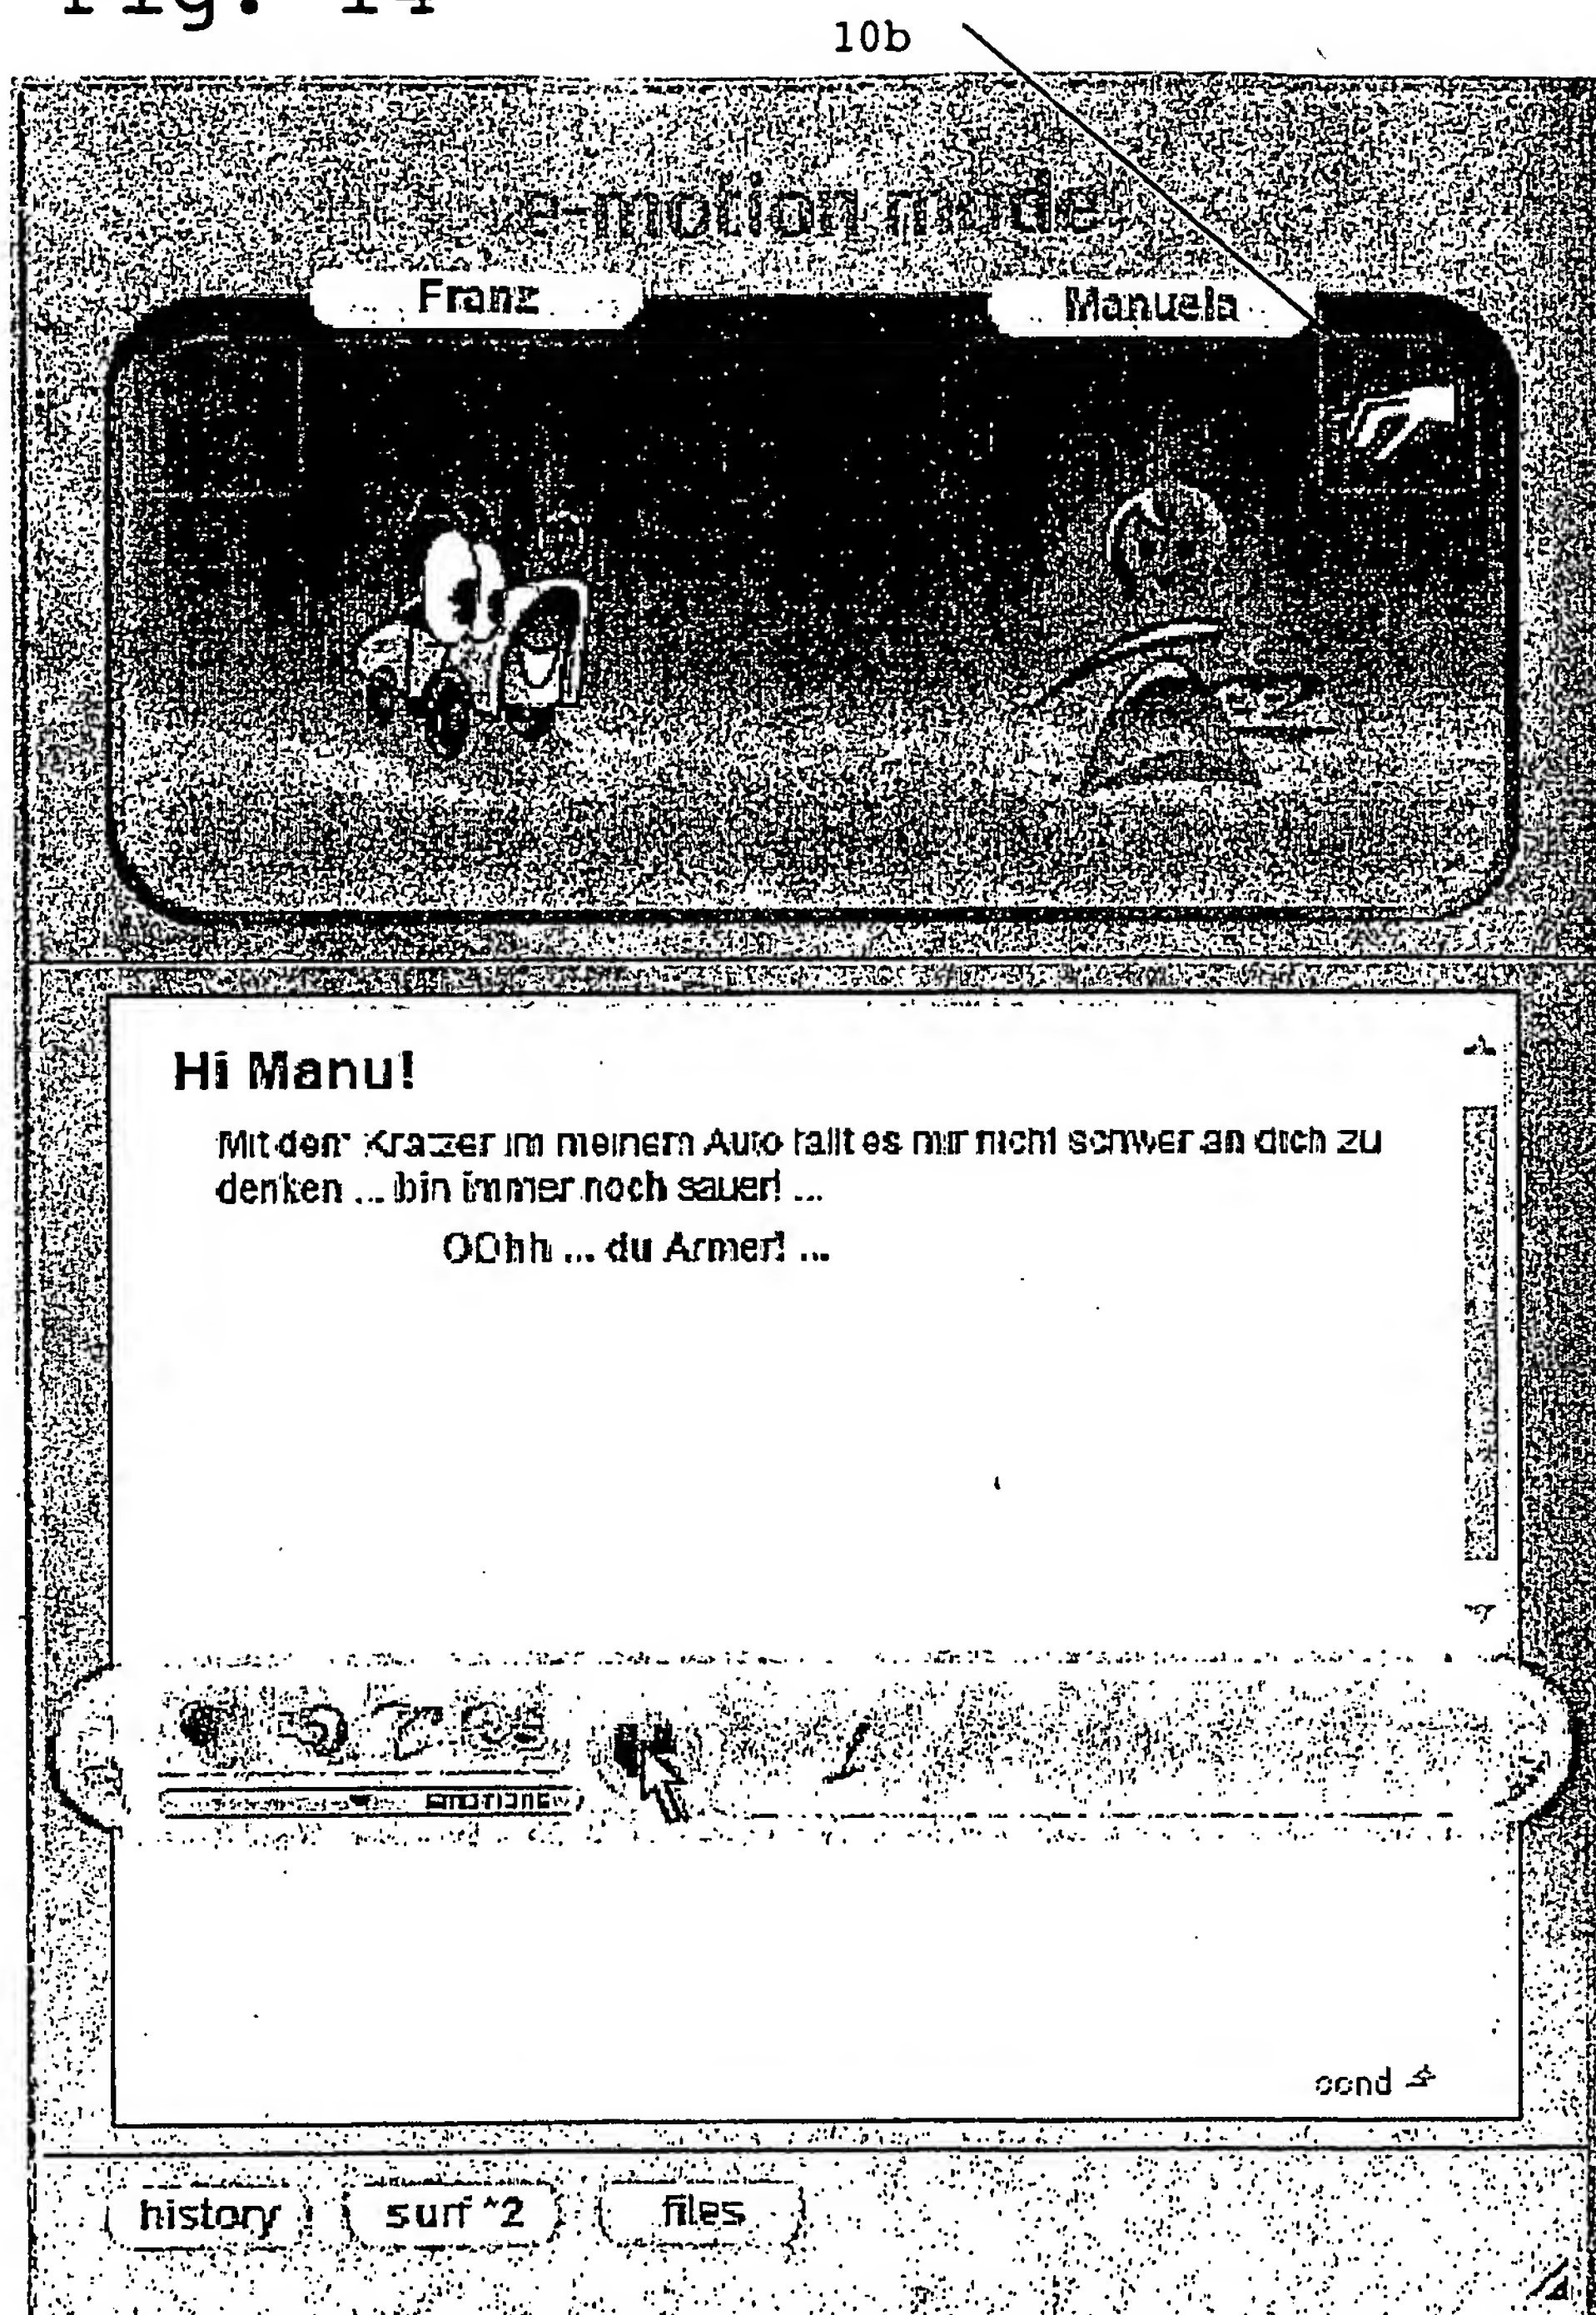 Fig. 14
10b
e-motion mode
Franz
Manuela
Hi Manu!
Mit dem Kratzer im meinem Auto fällt es mir nicht schwer an dich zu
denken ... bin immer noch sauer! ...
OOhh ... du Armer! ...
EMOTIONS
send
history
surf ^2
files